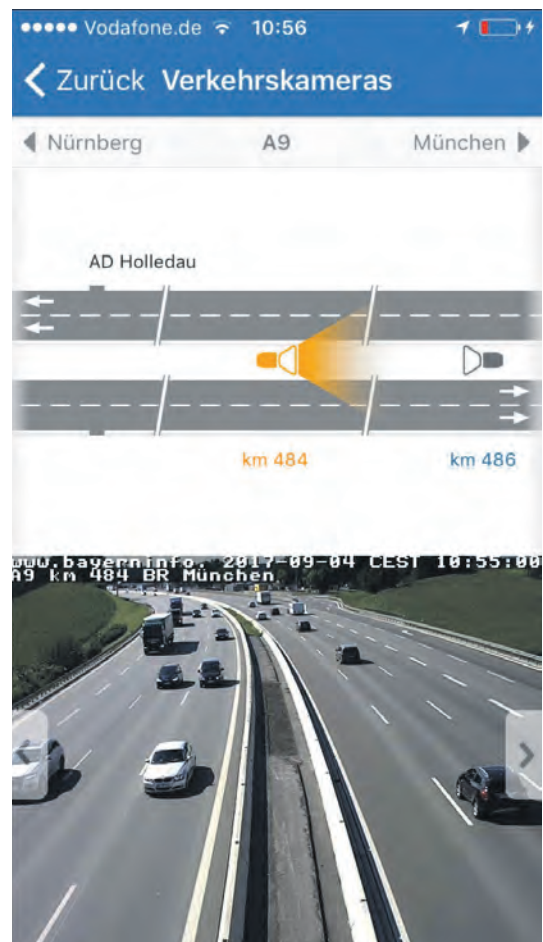 Vodafone.de 10:56
Zurück Verkehrskameras
Nürnberg A9 München
AD Holledau
km 484 km 486
www.bayerninfo. 2017-09-04 CEST 10:55:00
A9 km 484 BR München